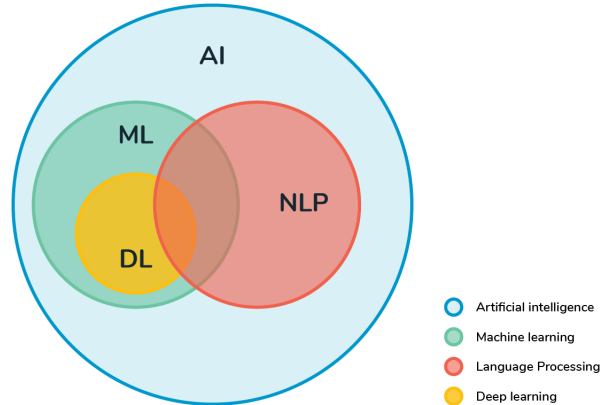 AI
ML
NLP
DL
Artificial intelligence
Machine learning
Language Processing
Deep learning